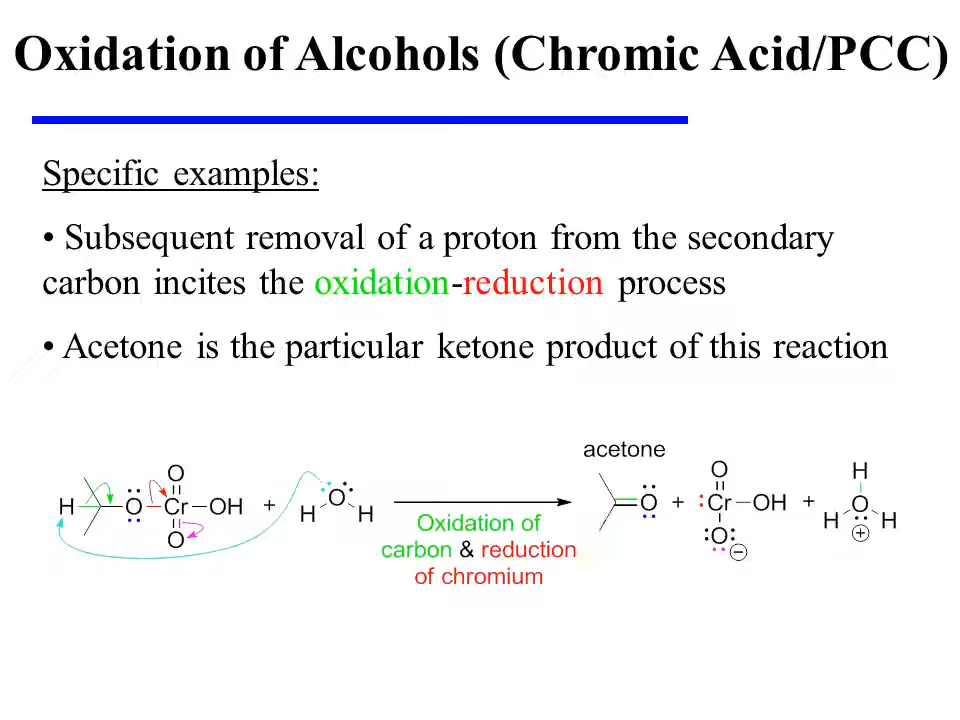 Oxidation of Alcohols (Chromic Acid/PCC)
Specific examples:
• Subsequent removal of a proton from the secondary
carbon incites the oxidation-reduction process
• Acetone is the particular ketone product of this reaction
acetone
O O H
H O Cr OH + O H H O + Cr OH + O H H
O O
Oxidation of
carbon & reduction
of chromium